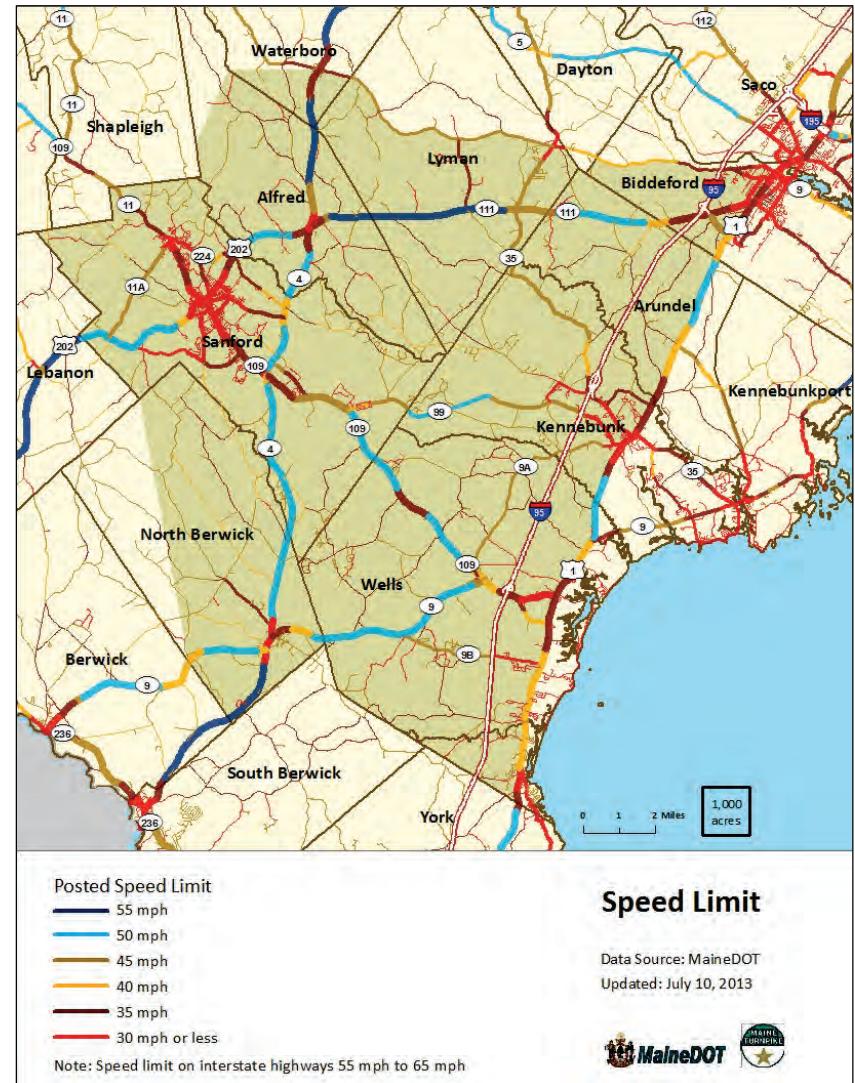 11
5
112
Waterboro
Dayton
Saco
11
Shapleigh
195
109
Lyman
Biddeford
95
9
Alfred
11
111
111
1
202
224
4
35
11A
Arundel
202
Sanford
Lebanon
109
Kennebunkport
99
109
Kennebunk
4
9A
35
95
9
North Berwick
109
1
Wells
9
Berwick
9B
9
236
South Berwick
236
York
0 1 2 Miles
1,000
acres
Posted Speed Limit
55 mph
50 mph
45 mph
40 mph
35 mph
30 mph or less
Note: Speed limit on interstate highways 55 mph to 65 mph
Speed Limit
Data Source: MaineDOT
Updated: July 10, 2013
MaineDOT
MAINE
TURNPIKE